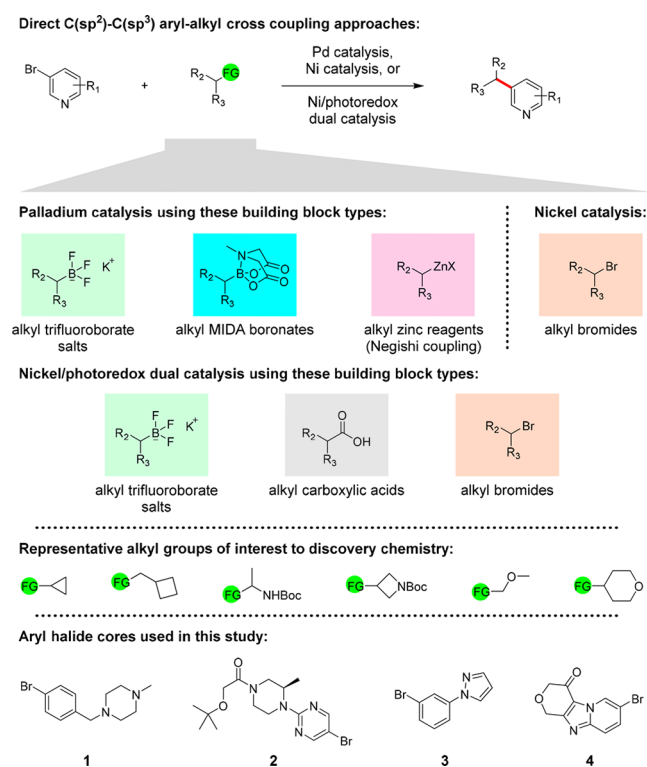 Direct C(sp²)-C(sp³) aryl-alkyl cross coupling approaches:
Br
N
R₁
+
R₂
FG
R₃
Pd catalysis,
Ni catalysis, or
Ni/photoredox
dual catalysis
R₂
R₃
N
R₁
Palladium catalysis using these building block types:
Nickel catalysis:
R₂
R₃
B
F
F
F
K⁺
R₂
R₃
N
B
O
O
O
O
R₂
ZnX
R₃
R₂
Br
R₃
alkyl trifluoroborate
salts
alkyl MIDA boronates
alkyl zinc reagents
(Negishi coupling)
alkyl bromides
Nickel/photoredox dual catalysis using these building block types:
R₂
R₃
B
F
F
F
K⁺
R₂
R₃
O
OH
R₂
Br
R₃
alkyl trifluoroborate
salts
alkyl carboxylic acids
alkyl bromides
Representative alkyl groups of interest to discovery chemistry:
FG
FG
FG
NHBoc
FG
NBoc
FG
O
FG
O
Aryl halide cores used in this study:
Br
N
N
O
O
N
N
N
N
Br
Br
N
N
O
O
N
N
Br
1
2
3
4